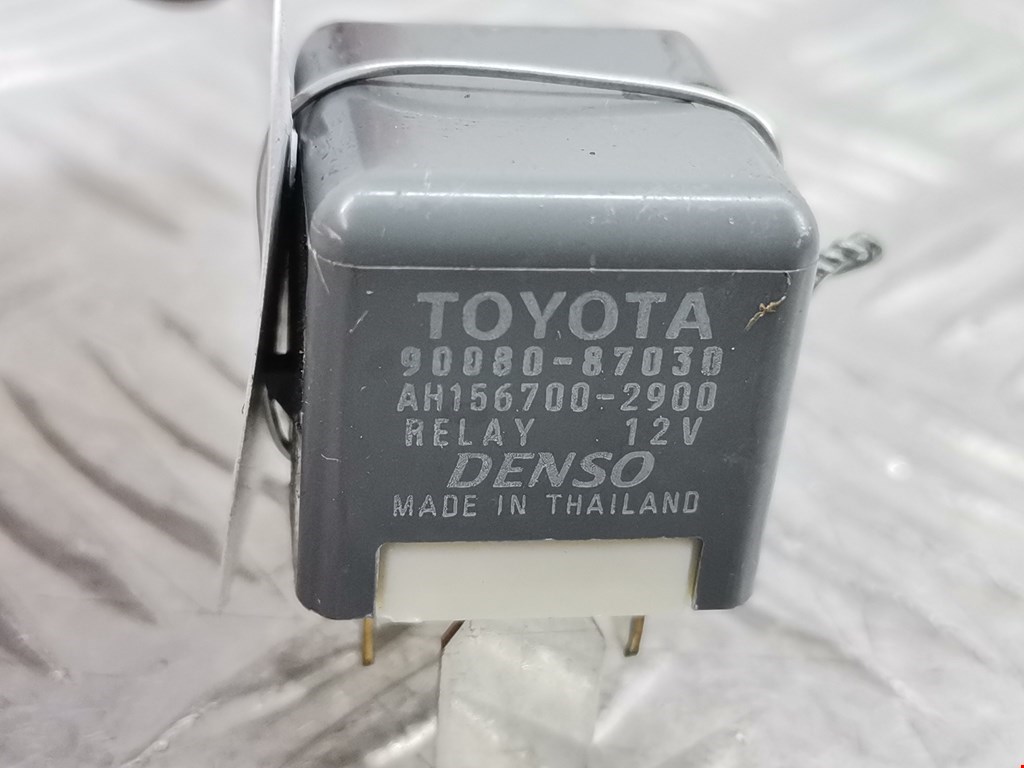 TOYOTA
90080-87030
AH156700-2900
RELAY 12V
DENSO
MADE IN THAILAND